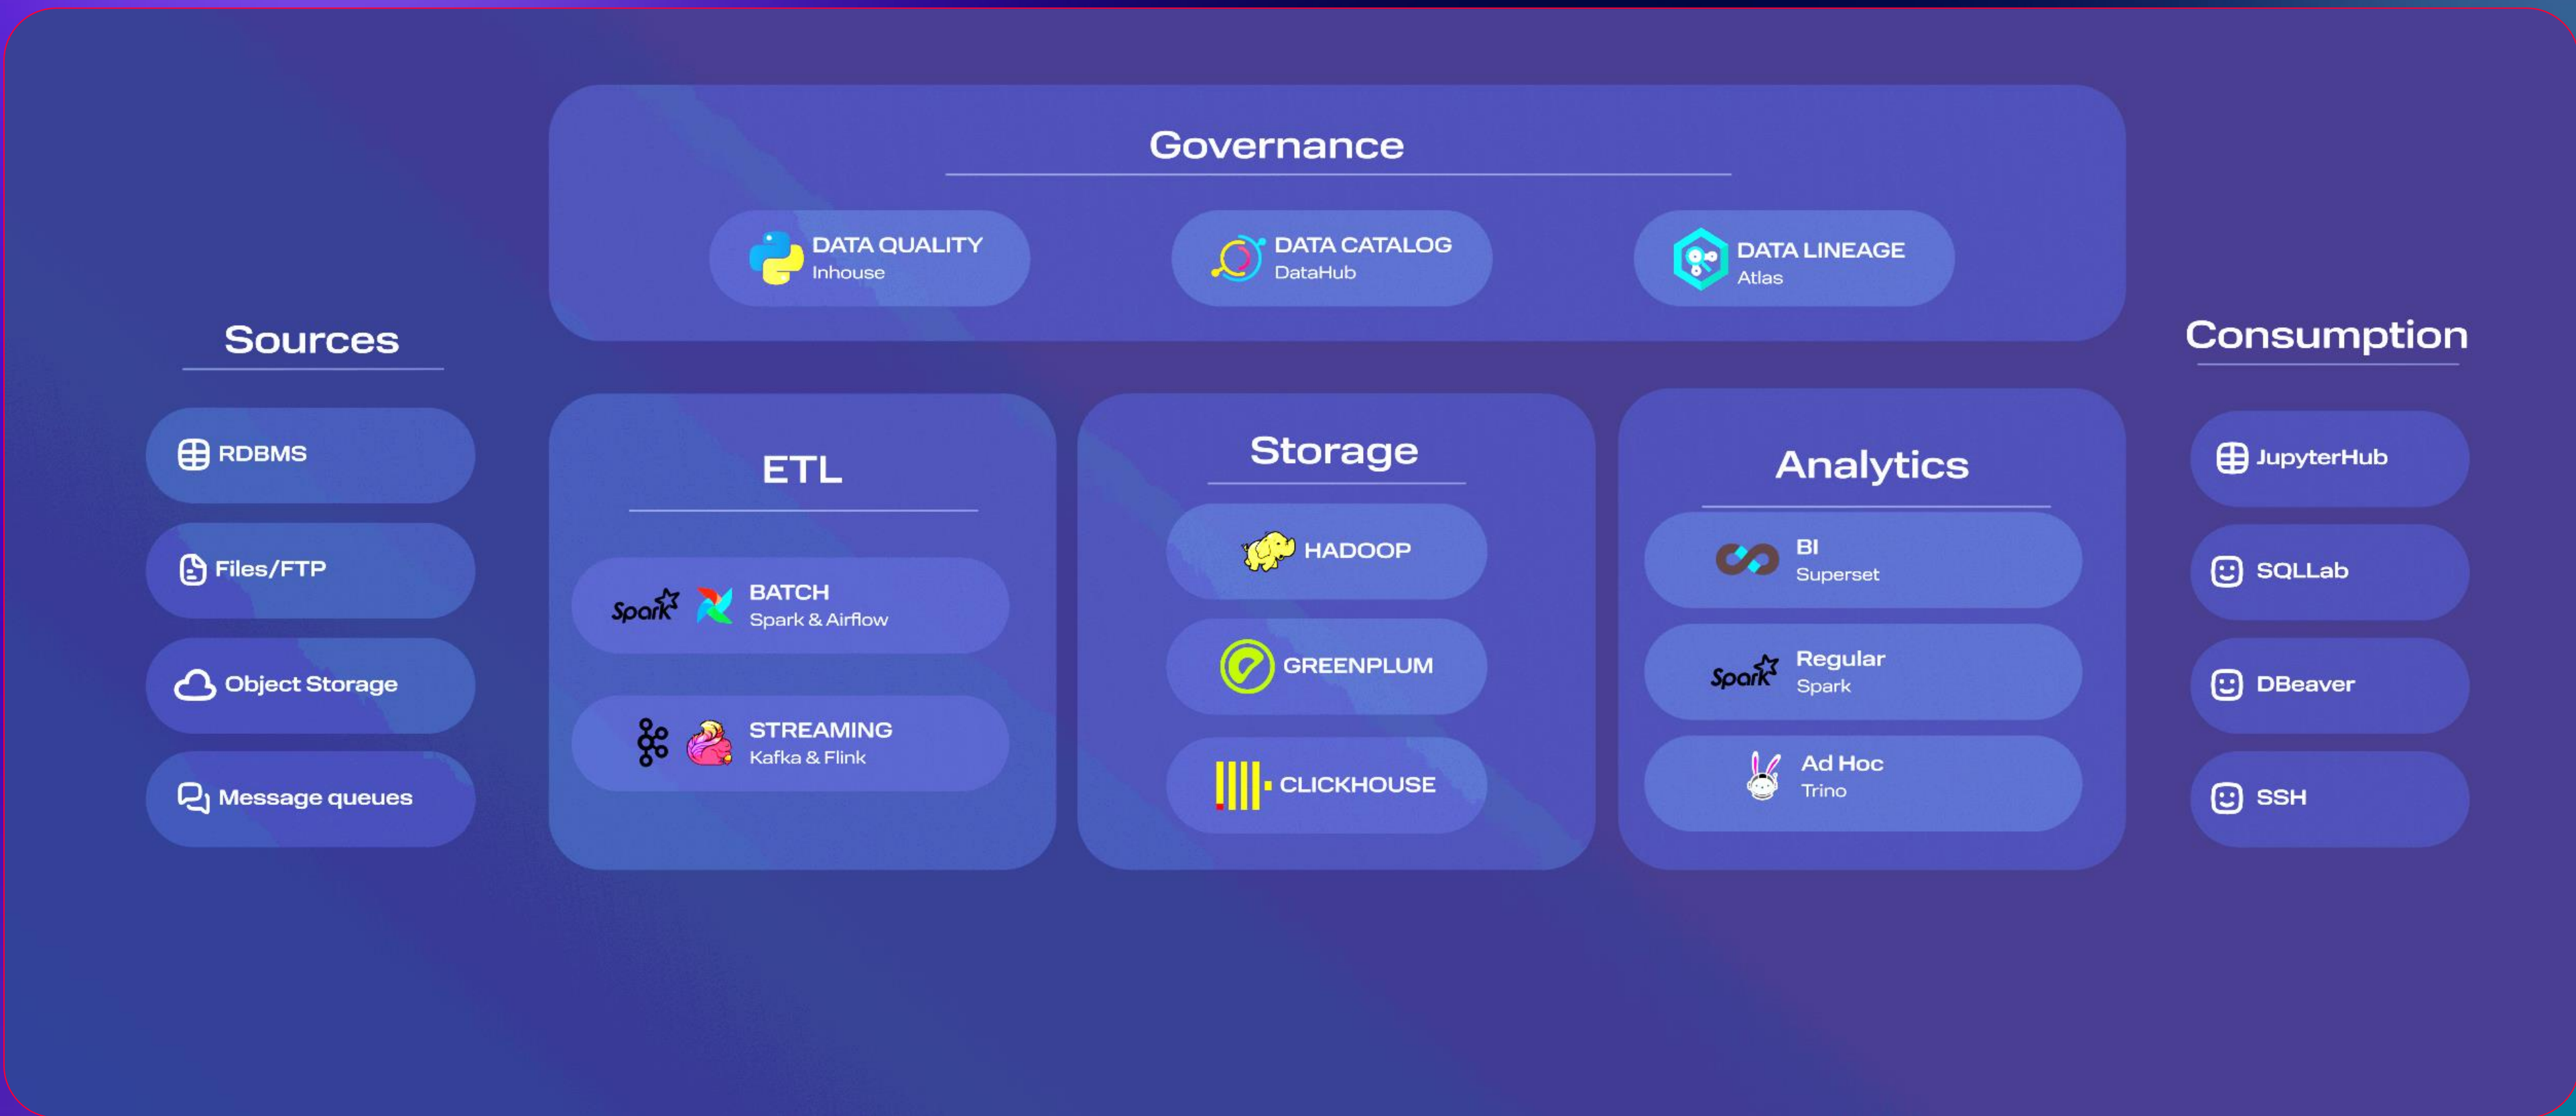 Governance
DATA QUALITY
Inhouse
DATA CATALOG
DataHub
DATA LINEAGE
Atlas
Sources
RDBMS
Files/FTP
Object Storage
Message queues
ETL
Spark
BATCH
Spark & Airflow
STREAMING
Kafka & Flink
Storage
HADOOP
GREENPLUM
CLICKHOUSE
Analytics
BI
Superset
Spark
Regular
Spark
Ad Hoc
Trino
Consumption
JupyterHub
SQLLab
DBeaver
SSH